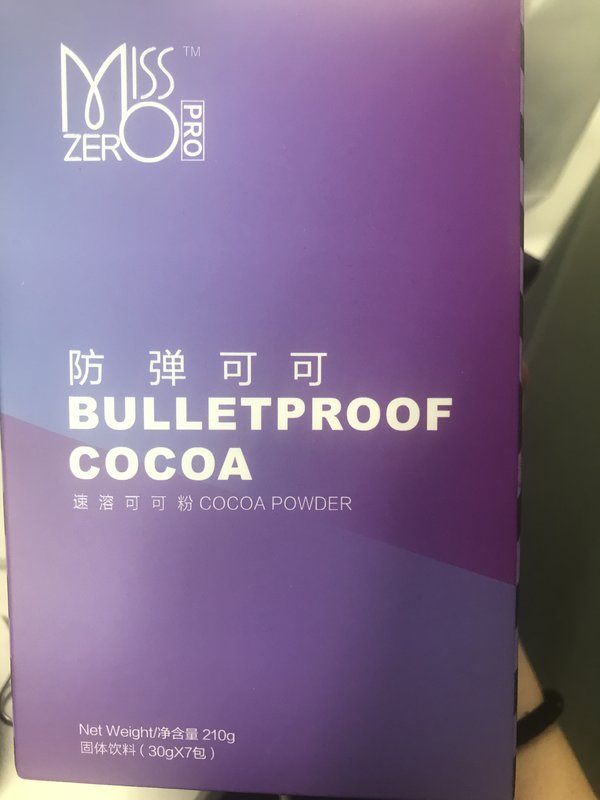 MISS ™
ZERO PRO
防弹可可
BULLETPROOF
COCOA
速溶可可粉 COCOA POWDER
Net Weight/净含量 210g
固体饮料（30gX7包）